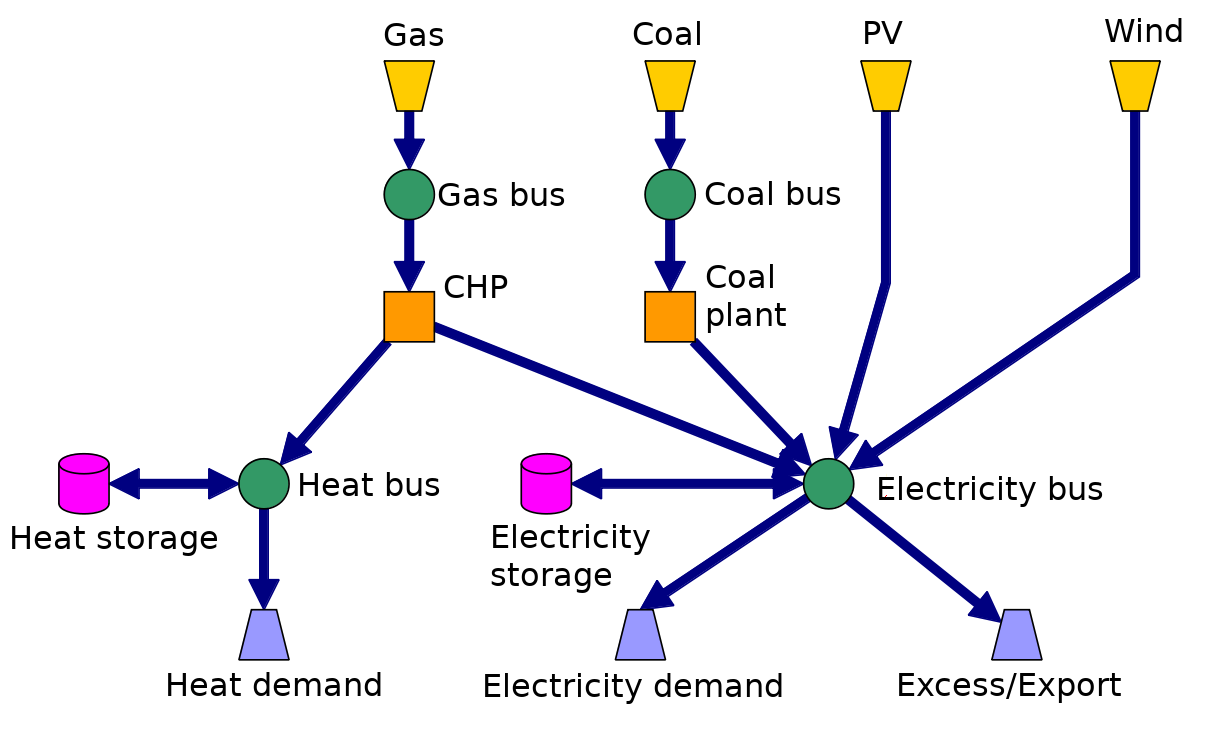 Gas
Coal
PV
Wind
Gas bus
Coal bus
CHP
Coal
plant
Heat bus
Electricity bus
Heat storage
Electricity
storage
Heat demand
Electricity demand
Excess/Export